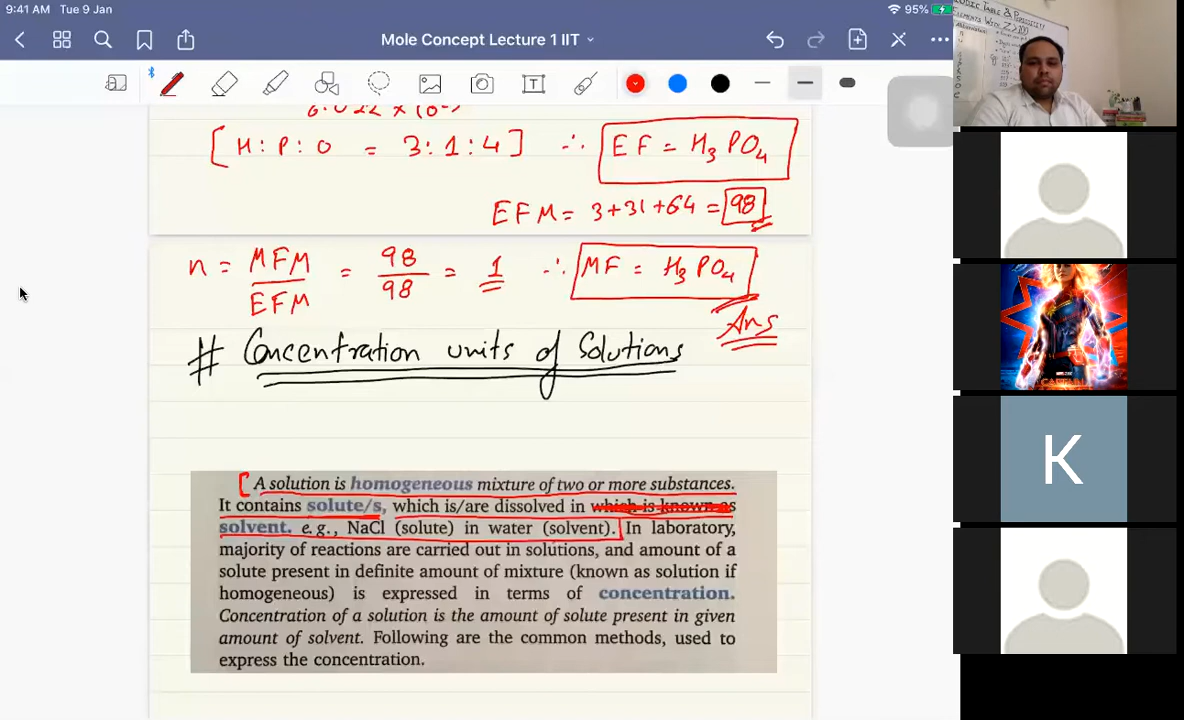 9:41 AM Tue 9 Jan
95%
Mole Concept Lecture 1 IIT
[H : P : O = 3 : 1 : 4] ∴ EF = H₃PO₄
EFM = 3+31+64 = 98
n = MFM / EFM = 98 / 98 = 1 ∴ MF = H₃PO₄
Ans
# Concentration units of Solutions
[A solution is homogeneous mixture of two or more substances.
It contains solute/s, which is/are dissolved in which is known as
solvent. e.g., NaCl (solute) in water (solvent).] In laboratory,
majority of reactions are carried out in solutions, and amount of a
solute present in definite amount of mixture (known as solution if
homogeneous) is expressed in terms of concentration.
Concentration of a solution is the amount of solute present in given
amount of solvent. Following are the common methods, used to
express the concentration.
K